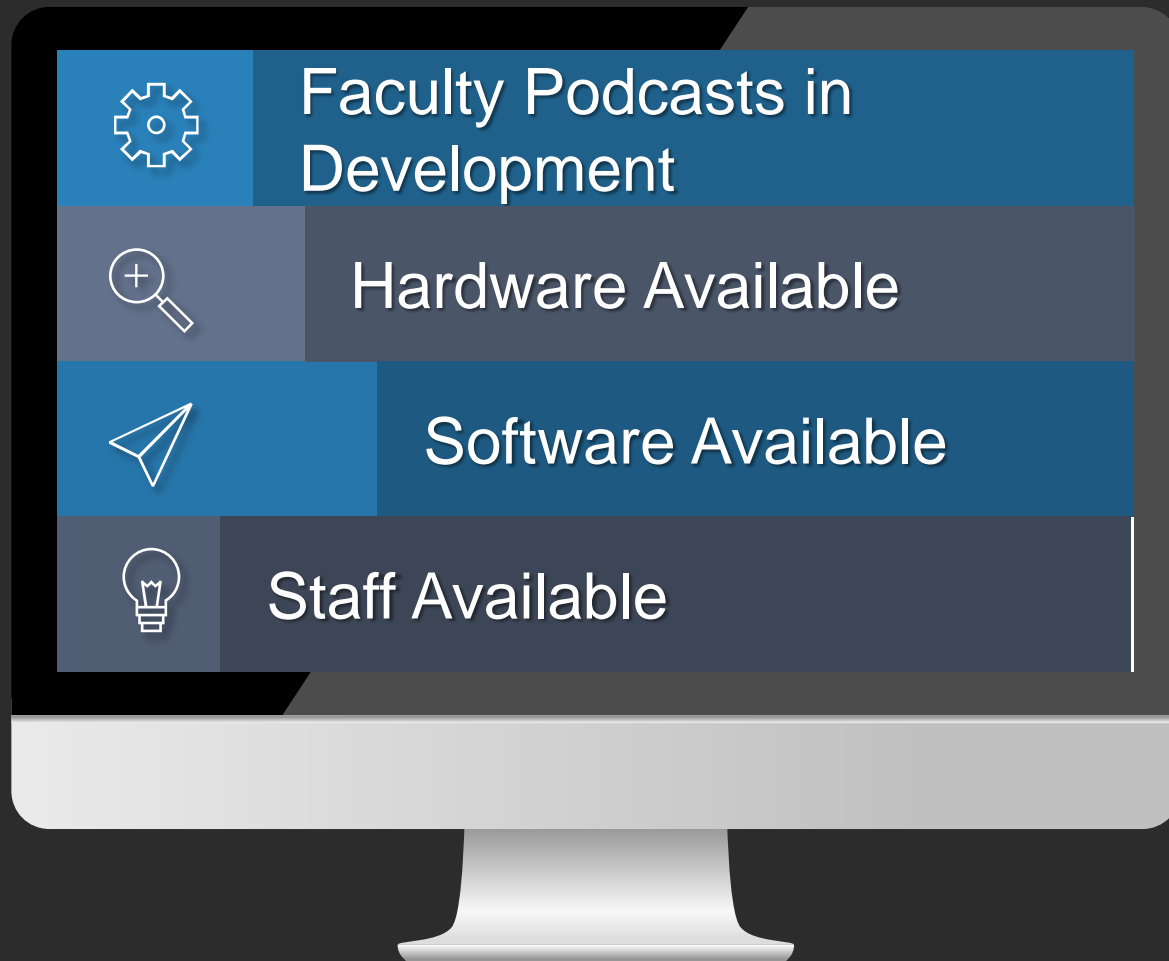 Faculty Podcasts in
Development
Hardware Available
Software Available
Staff Available